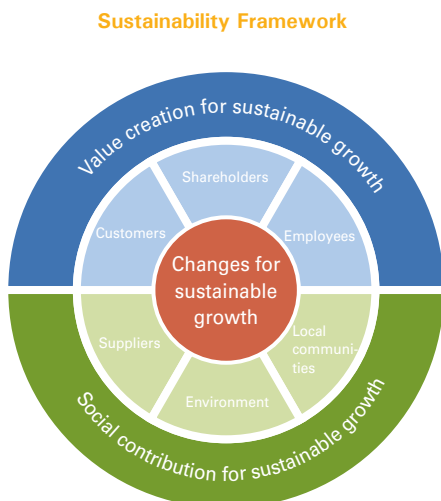 Sustainability Framework
Value creation for sustainable growth
Shareholders
Customers
Employees
Changes for
sustainable
growth
Suppliers
Local
communi-
ties
Environment
Social contribution for sustainable growth